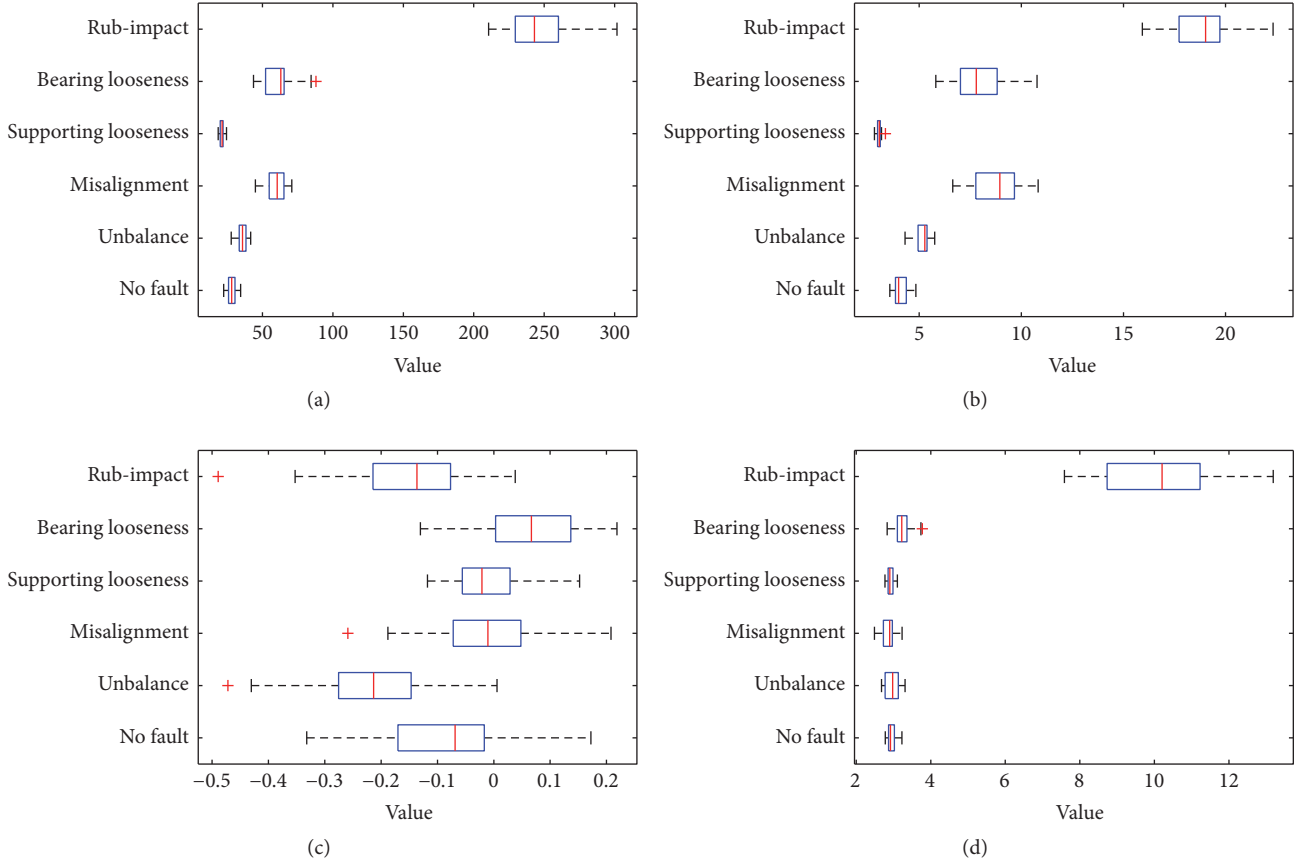 Rub-impact
Bearing looseness
Supporting looseness
Misalignment
Unbalance
No fault
50 100 150 200 250 300
Value
(a)
Rub-impact
Bearing looseness
Supporting looseness
Misalignment
Unbalance
No fault
5 10 15 20
Value
(b)
Rub-impact
Bearing looseness
Supporting looseness
Misalignment
Unbalance
No fault
−0.5 −0.4 −0.3 −0.2 −0.1 0 0.1 0.2
Value
(c)
Rub-impact
Bearing looseness
Supporting looseness
Misalignment
Unbalance
No fault
2 4 6 8 10 12
Value
(d)